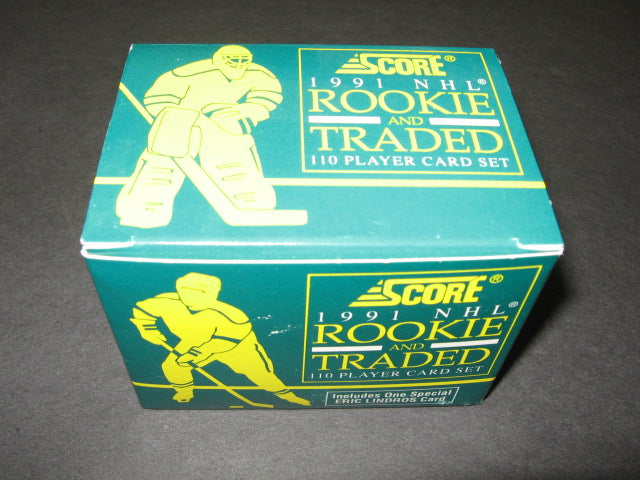 SCORE®
1991 NHL®
ROOKIE
AND
TRADED
110 PLAYER CARD SET
SCORE®
1991 NHL®
ROOKIE
AND
TRADED
110 PLAYER CARD SET
Includes One Special
ERIC LINDROS Card